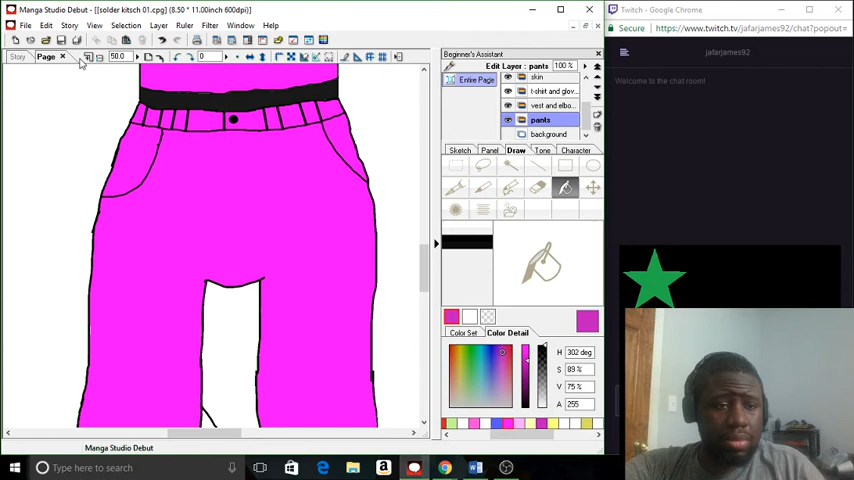 Manga Studio Debut - [[solder kitsch 01.cpg] (8.50 * 11.00inch 600dpi)]
Twitch - Google Chrome
File Edit Story View Selection Layer Filter Window Help
Secure https://www.twitch.tv/jafarjames92/chat?popout=
Story Page 50.0 0
Beginner's Assistant
jafarjames92
Edit Layer : pants 100 %
Entire Page
skin
Welcome to the chat room!
t-shirt and glov...
vest and elbo...
pants
background
Sketch Panel Draw Tone Character
Color Set Color Detail
H 302 deg
S 89 %
V 75 %
A 255
Manga Studio Debut
Type here to search